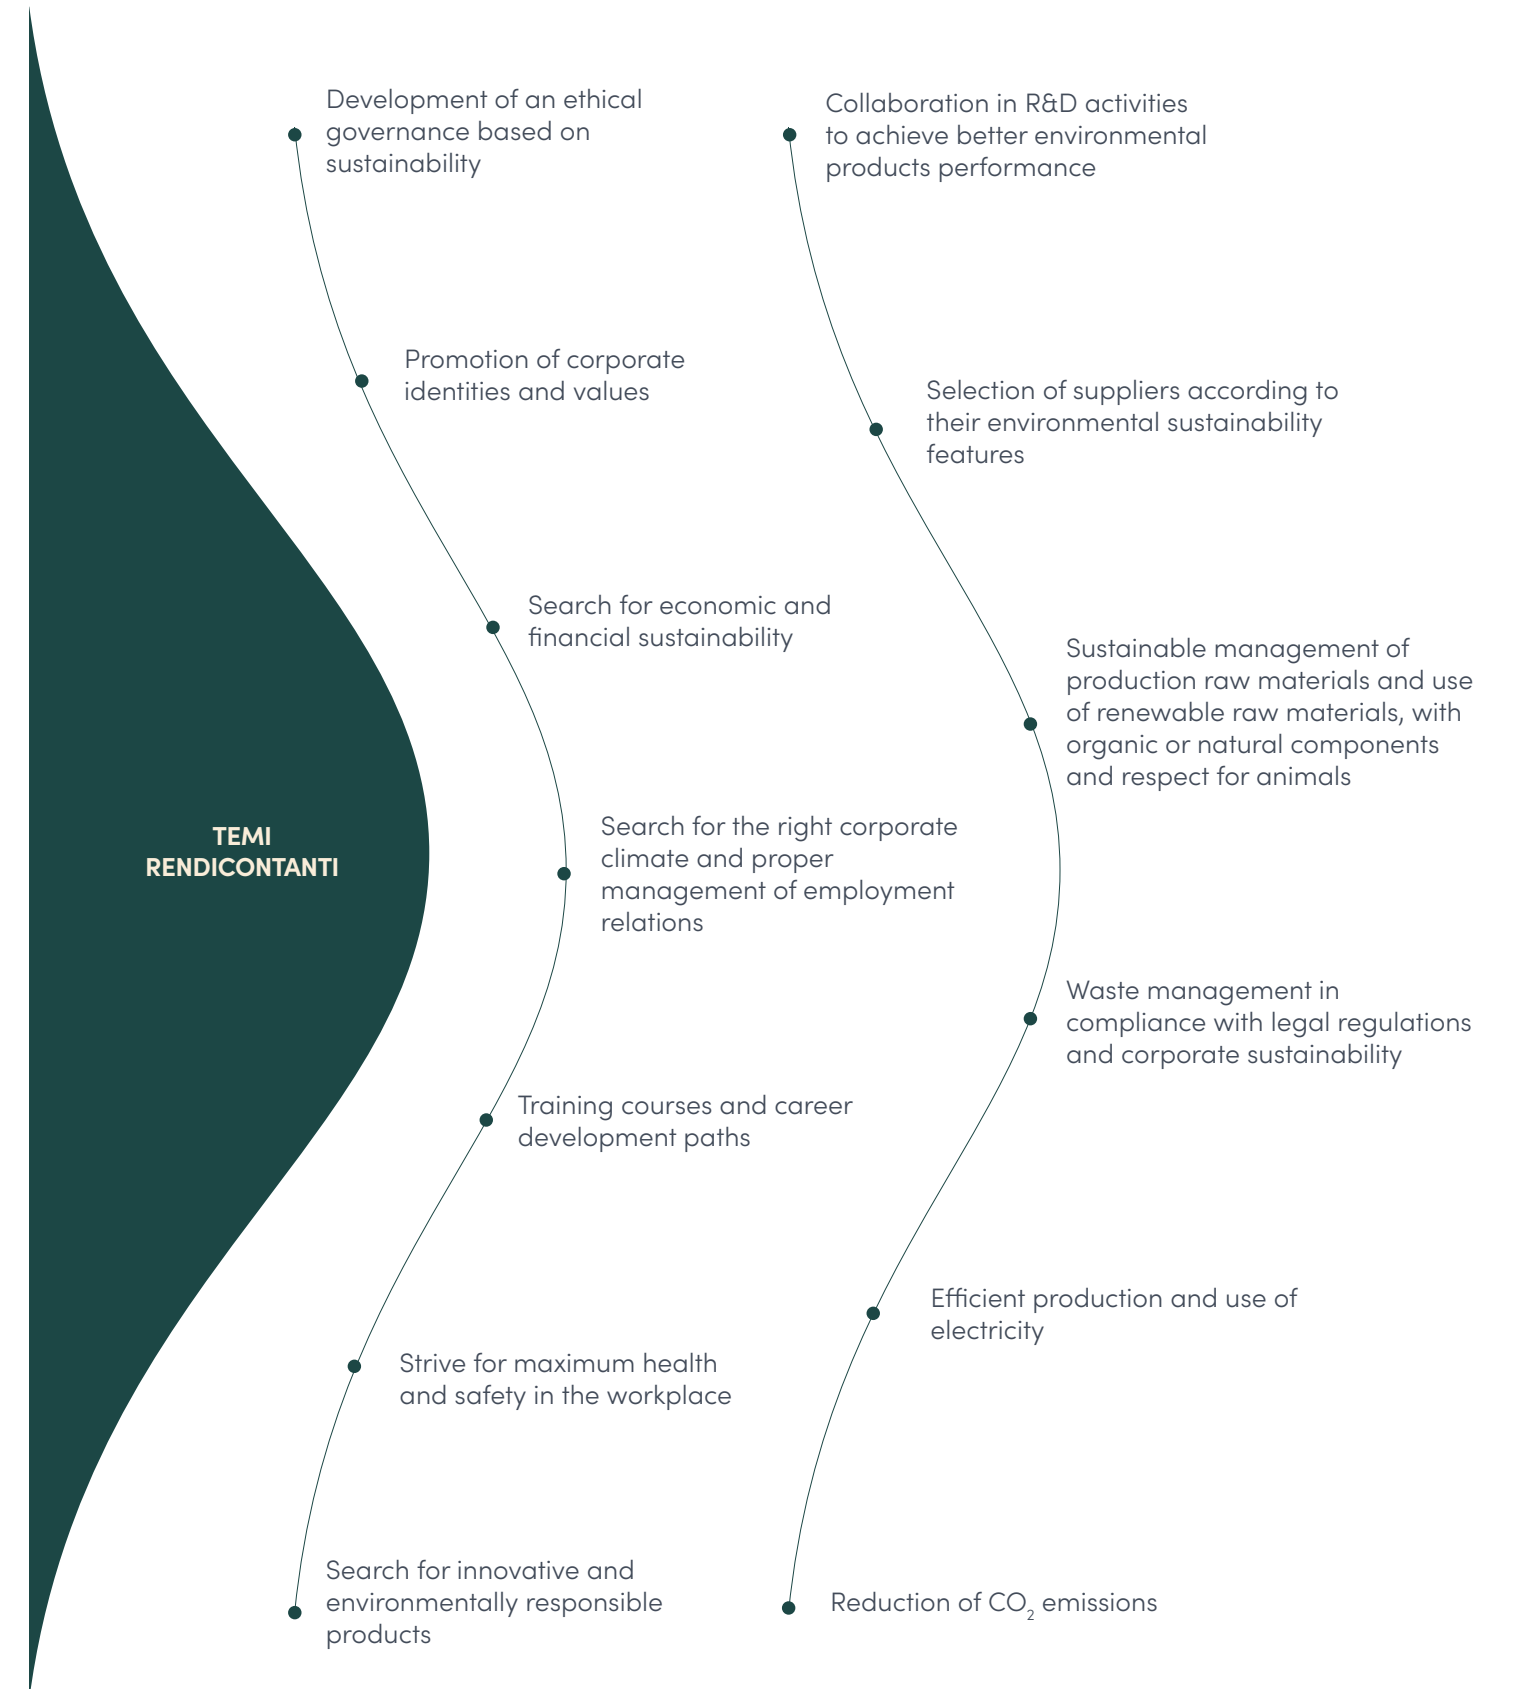 TEMI
RENDICONTANTI
Development of an ethical
governance based on
sustainability
Promotion of corporate
identities and values
Search for economic and
financial sustainability
Search for the right corporate
climate and proper
management of employment
relations
Training courses and career
development paths
Strive for maximum health
and safety in the workplace
Search for innovative and
environmentally responsible
products
Collaboration in R&D activities
to achieve better environmental
products performance
Selection of suppliers according to
their environmental sustainability
features
Sustainable management of
production raw materials and use
of renewable raw materials, with
organic or natural components
and respect for animals
Waste management in
compliance with legal regulations
and corporate sustainability
Efficient production and use of
electricity
Reduction of CO₂ emissions